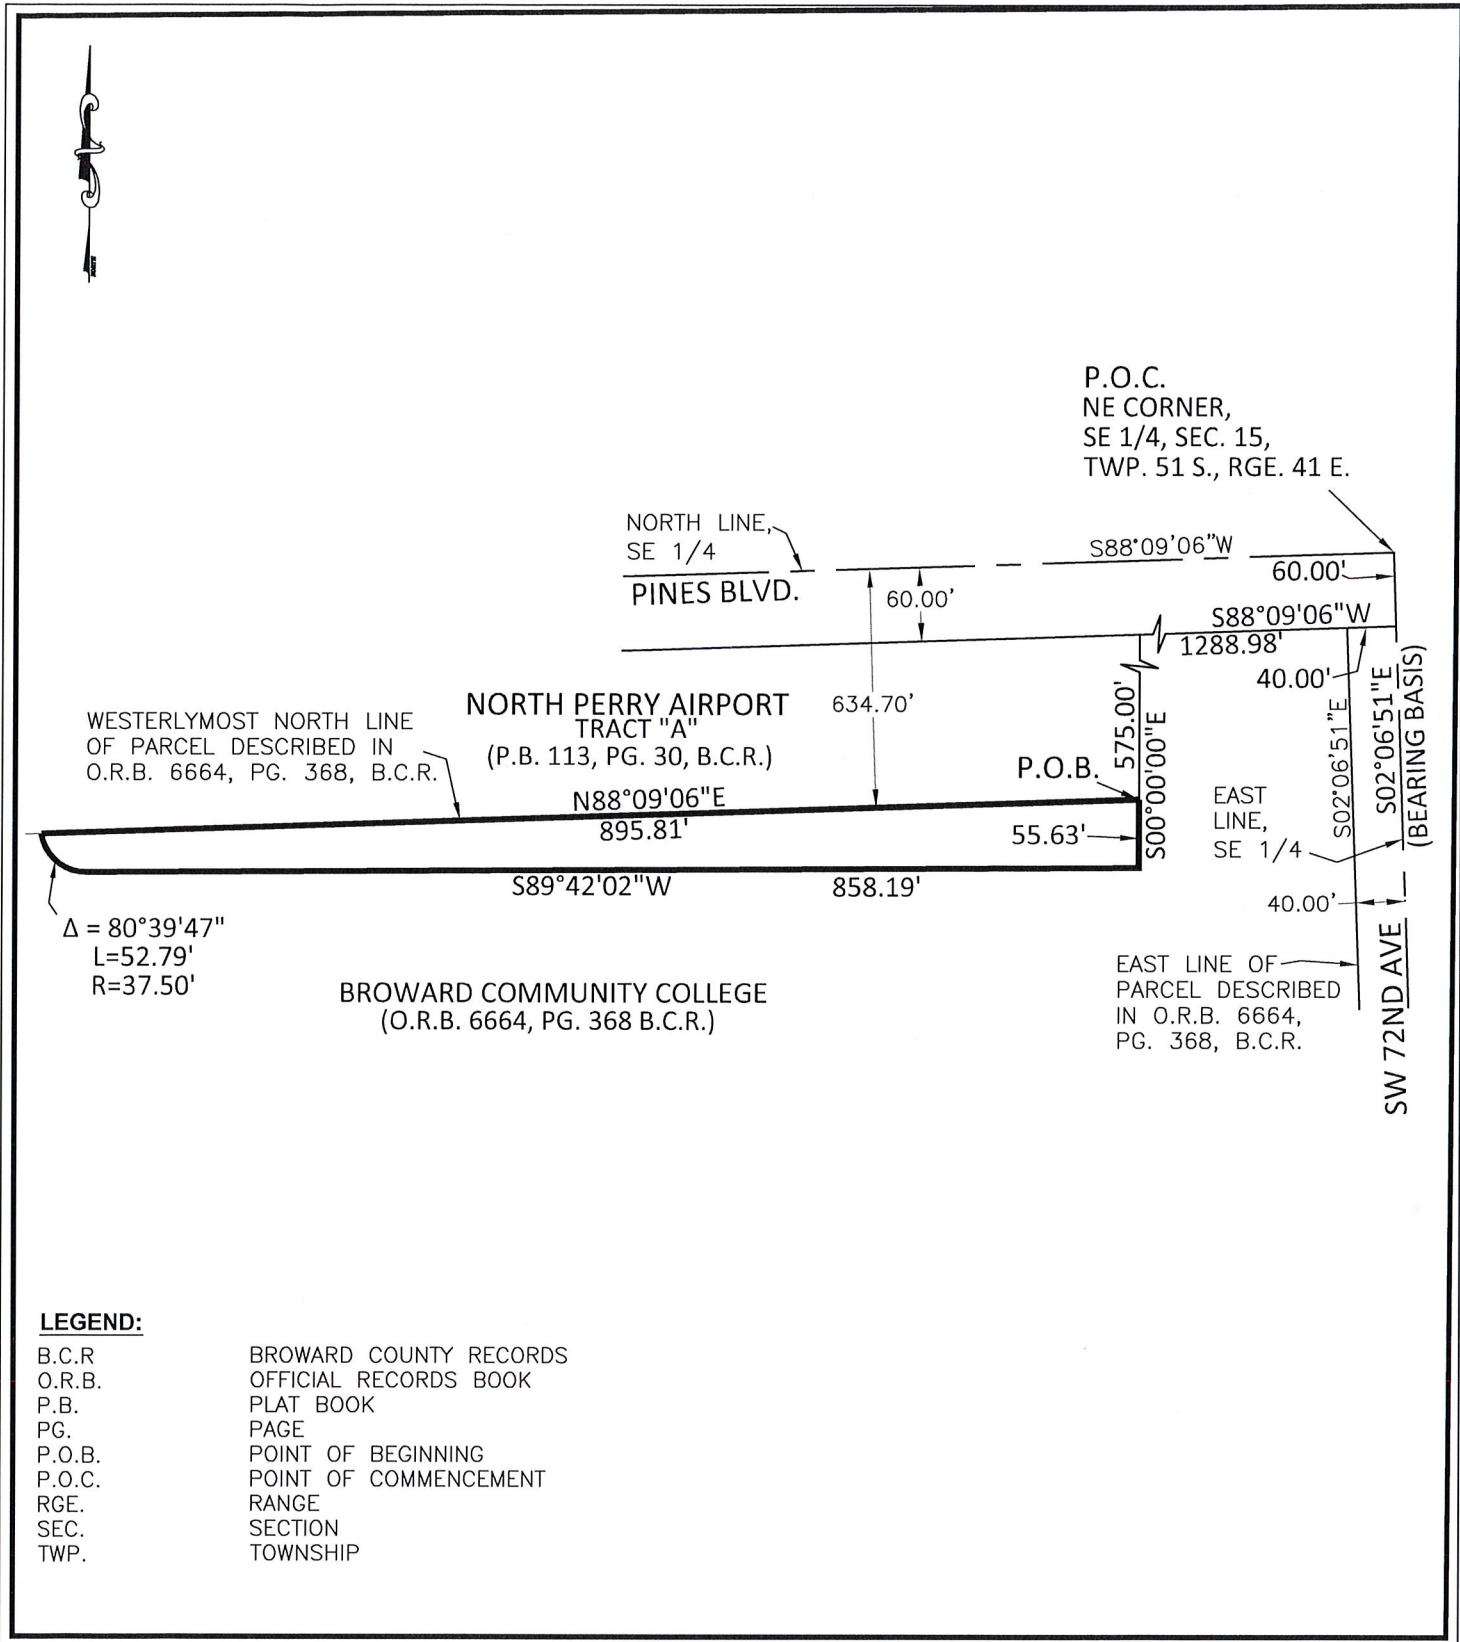 P.O.C.
NE CORNER,
SE 1/4, SEC. 15,
TWP. 51 S., RGE. 41 E.
NORTH LINE,
SE 1/4
S88°09'06"W
PINES BLVD.
60.00'
60.00'
S88°09'06"W
1288.98'
40.00'
634.70'
NORTH PERRY AIRPORT
TRACT "A"
(P.B. 113, PG. 30, B.C.R.)
WESTERLYMOST NORTH LINE
OF PARCEL DESCRIBED IN
O.R.B. 6664, PG. 368, B.C.R.
575.00'
S00°00'00"E
P.O.B.
S02°06'51"E
S02°06'51"E
(BEARING BASIS)
N88°09'06"E
895.81'
55.63'
EAST
LINE,
SE 1/4
S89°42'02"W
858.19'
40.00'
Δ = 80°39'47"
L=52.79'
R=37.50'
BROWARD COMMUNITY COLLEGE
(O.R.B. 6664, PG. 368 B.C.R.)
EAST LINE OF
PARCEL DESCRIBED
IN O.R.B. 6664,
PG. 368, B.C.R.
SW 72ND AVE
LEGEND:
B.C.R BROWARD COUNTY RECORDS
O.R.B. OFFICIAL RECORDS BOOK
P.B. PLAT BOOK
PG. PAGE
P.O.B. POINT OF BEGINNING
P.O.C. POINT OF COMMENCEMENT
RGE. RANGE
SEC. SECTION
TWP. TOWNSHIP